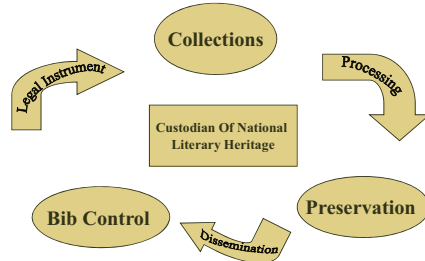 Collections
Legal Instrument
Processing
Custodian Of National
Literary Heritage
Bib Control
Preservation
Dissemination